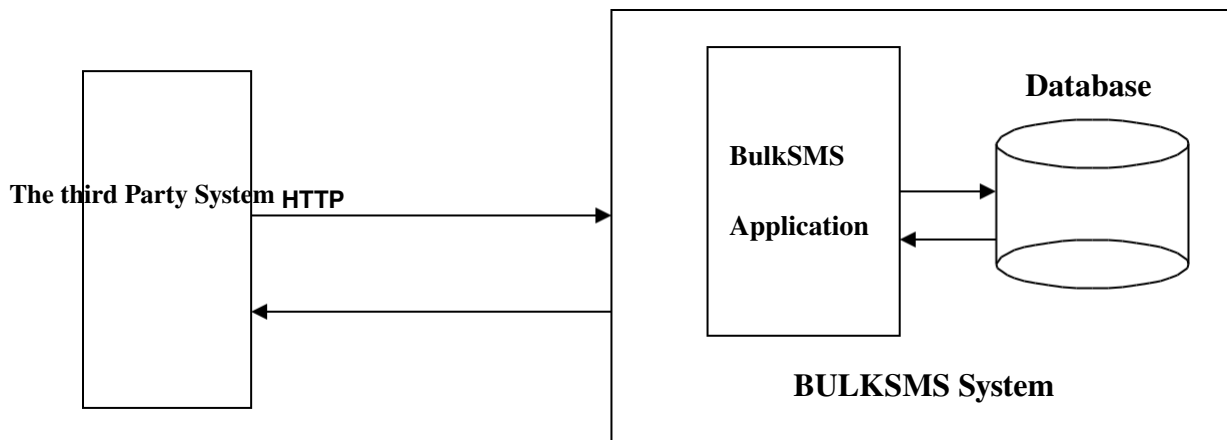 Database
BulkSMS
Application
The third Party System HTTP
BULKSMS System